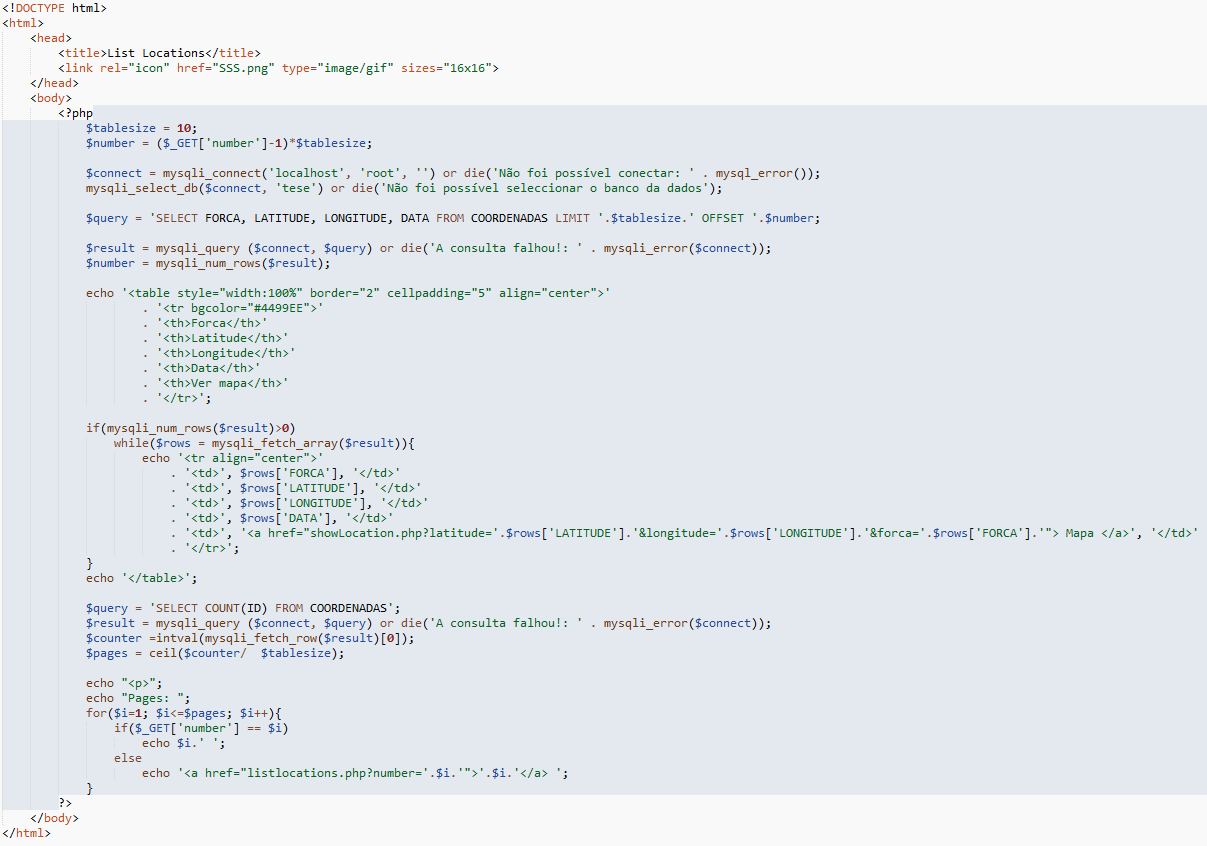 <!DOCTYPE html>
<html>
<head>
<title>List Locations</title>
<link rel="icon" href="SSS.png" type="image/gif" sizes="16x16">
</head>
<body>
<?php
$tablesize = 10;
$number = ($_GET['number']-1)*$tablesize;
$connect = mysqli_connect('localhost', 'root', '') or die('Não foi possível conectar: ' . mysql_error());
mysqli_select_db($connect, 'tese') or die('Não foi possível seleccionar o banco da dados');
$query = 'SELECT FORCA, LATITUDE, LONGITUDE, DATA FROM COORDENADAS LIMIT '.$tablesize.' OFFSET '.$number;
$result = mysqli_query ($connect, $query) or die('A consulta falhou!: ' . mysqli_error($connect));
$number = mysqli_num_rows($result);
echo '<table style="width:100%" border="2" cellpadding="5" align="center">'
. '<tr bgcolor="#4499EE">'
. '<th>Forca</th>'
. '<th>Latitude</th>'
. '<th>Longitude</th>'
. '<th>Data</th>'
. '<th>Ver mapa</th>'
. '</tr>';
if(mysqli_num_rows($result)>0)
while($rows = mysqli_fetch_array($result)){
echo '<tr align="center">'
. '<td>', $rows['FORCA'], '</td>'
. '<td>', $rows['LATITUDE'], '</td>'
. '<td>', $rows['LONGITUDE'], '</td>'
. '<td>', $rows['DATA'], '</td>'
. '<td>', '<a href="showLocation.php?latitude='.$rows['LATITUDE'].'&longitude='.$rows['LONGITUDE'].'&forca='.$rows['FORCA'].'"> Mapa </a>', '</td>'
. '</tr>';
}
echo '</table>';
$query = 'SELECT COUNT(ID) FROM COORDENADAS';
$result = mysqli_query ($connect, $query) or die('A consulta falhou!: ' . mysqli_error($connect));
$counter =intval(mysqli_fetch_row($result)[0]);
$pages = ceil($counter/  $tablesize);
echo "<p>";
echo "Pages: ";
for($i=1; $i<=$pages; $i++){
if($_GET['number'] == $i)
echo $i.' ';
else
echo '<a href="listlocations.php?number='.$i.'">'.$i.'</a> ';
}
?>
</body>
</html>